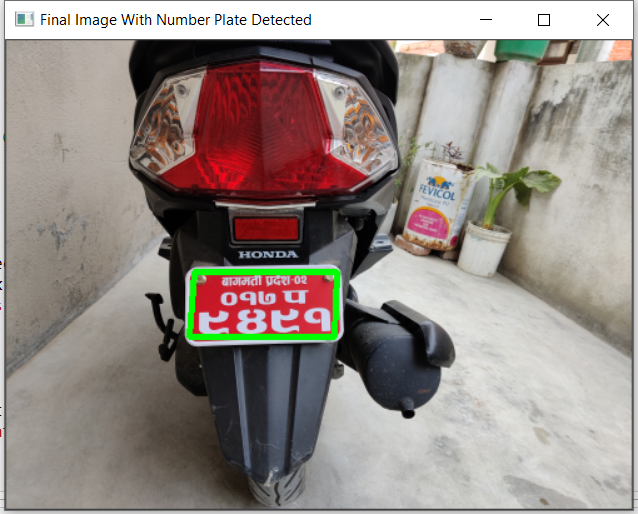 Final Image With Number Plate Detected
FEVICOL
HONDA
बागमती प्रदेश-०२
०१७ प
९४९१